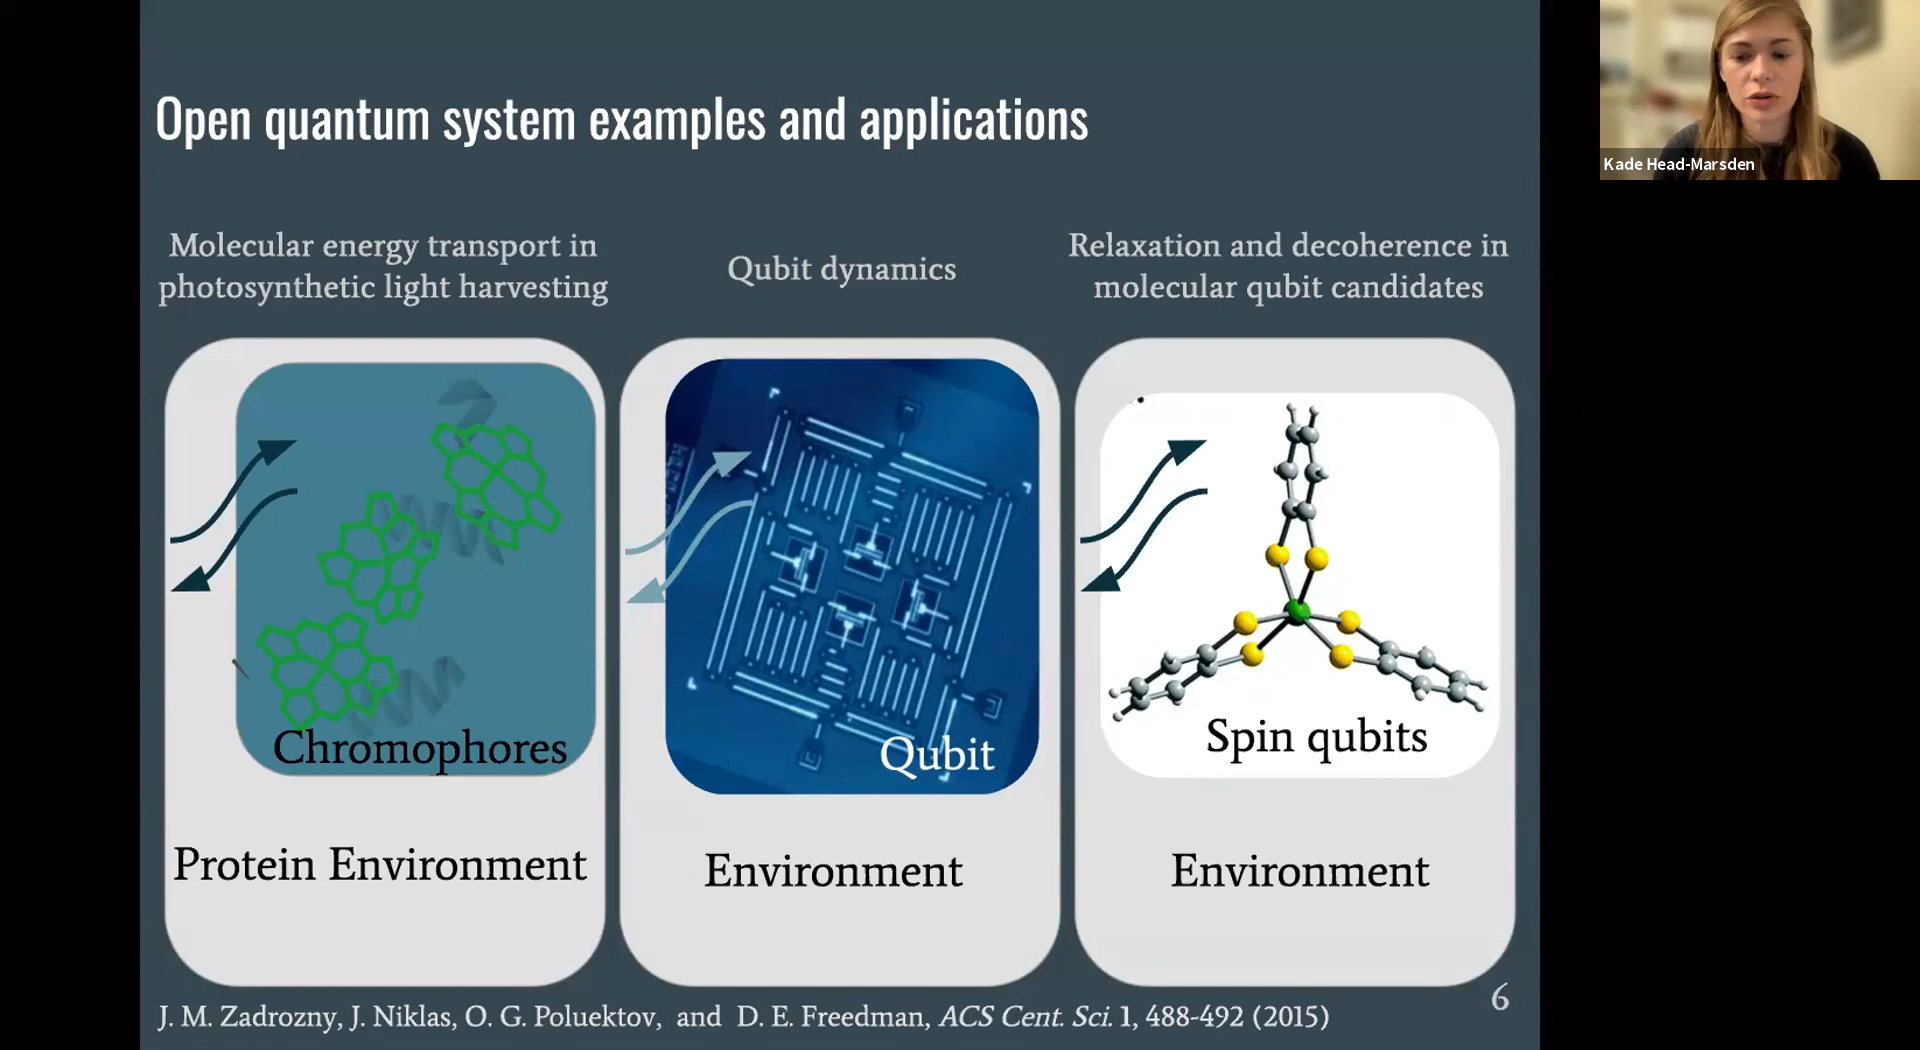 Open quantum system examples and applications
Kade Head-Marsden
Molecular energy transport in
photosynthetic light harvesting
Qubit dynamics
Relaxation and decoherence in
molecular qubit candidates
Chromophores
Qubit
Spin qubits
Protein Environment
Environment
Environment
J. M. Zadrozny, J. Niklas, O. G. Poluektov, and D. E. Freedman, ACS Cent. Sci. 1, 488-492 (2015)
6